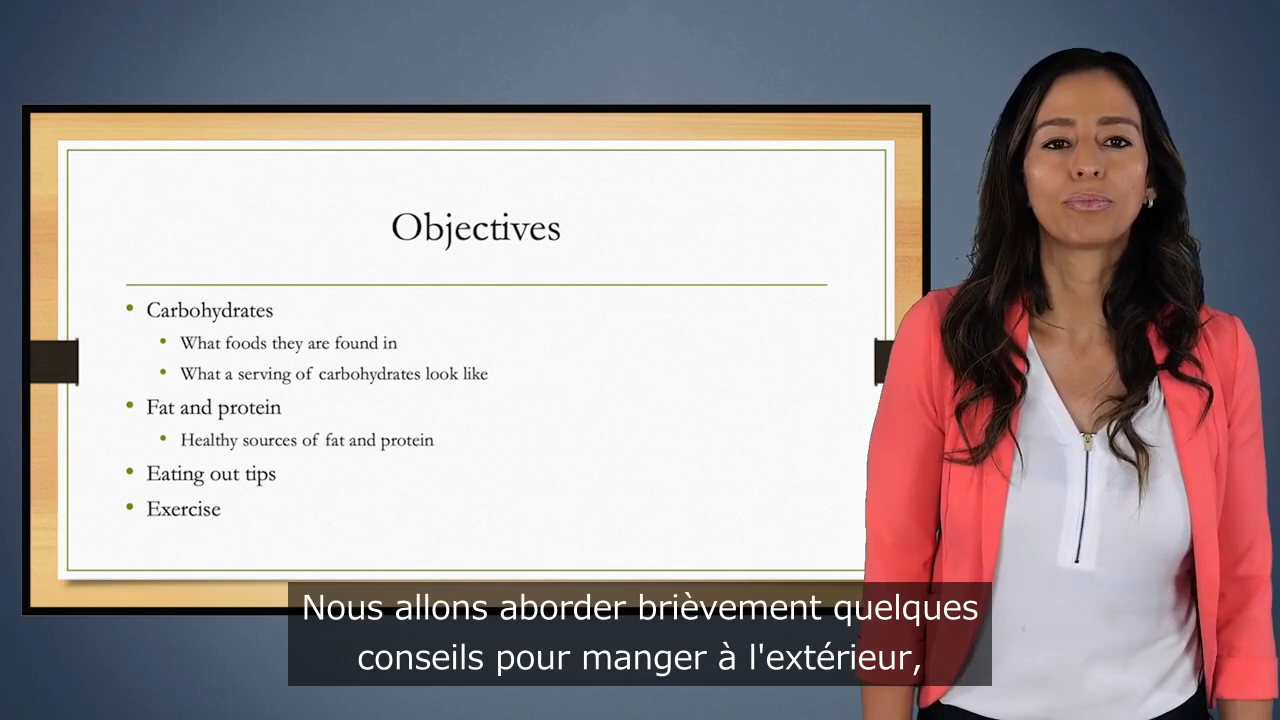 Objectives
Carbohydrates
What foods they are found in
What a serving of carbohydrates look like
Fat and protein
Healthy sources of fat and protein
Eating out tips
Exercise
Nous allons aborder brièvement quelques
conseils pour manger à l'extérieur,